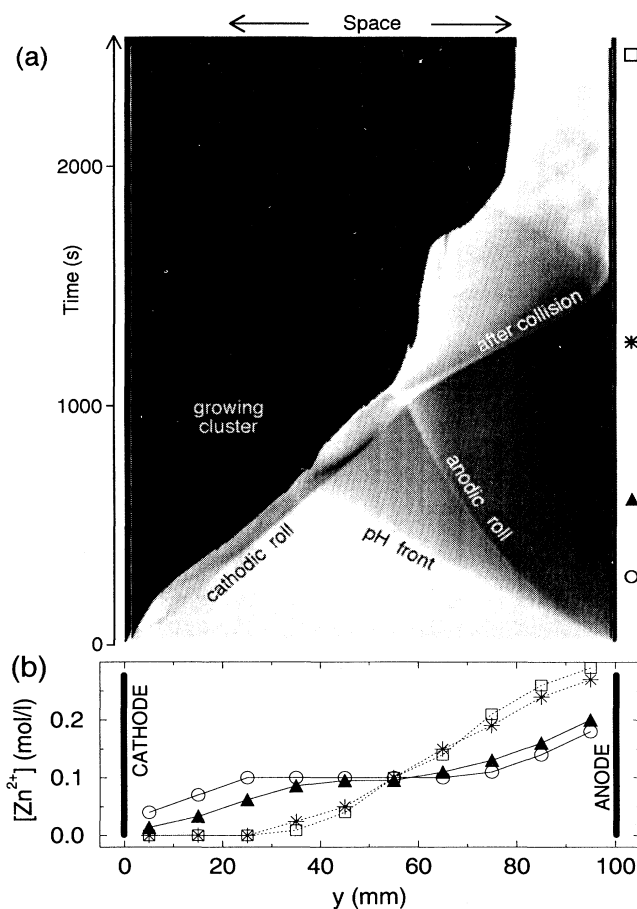 Space
(a)
2000
Time (s)
after collision
1000
growing
cluster
anodic roll
cathodic roll
pH front
0
(b)
[Zn2+] (mol/l)
0.2
0.1
0.0
CATHODE
ANODE
0 20 40 60 80 100
y (mm)